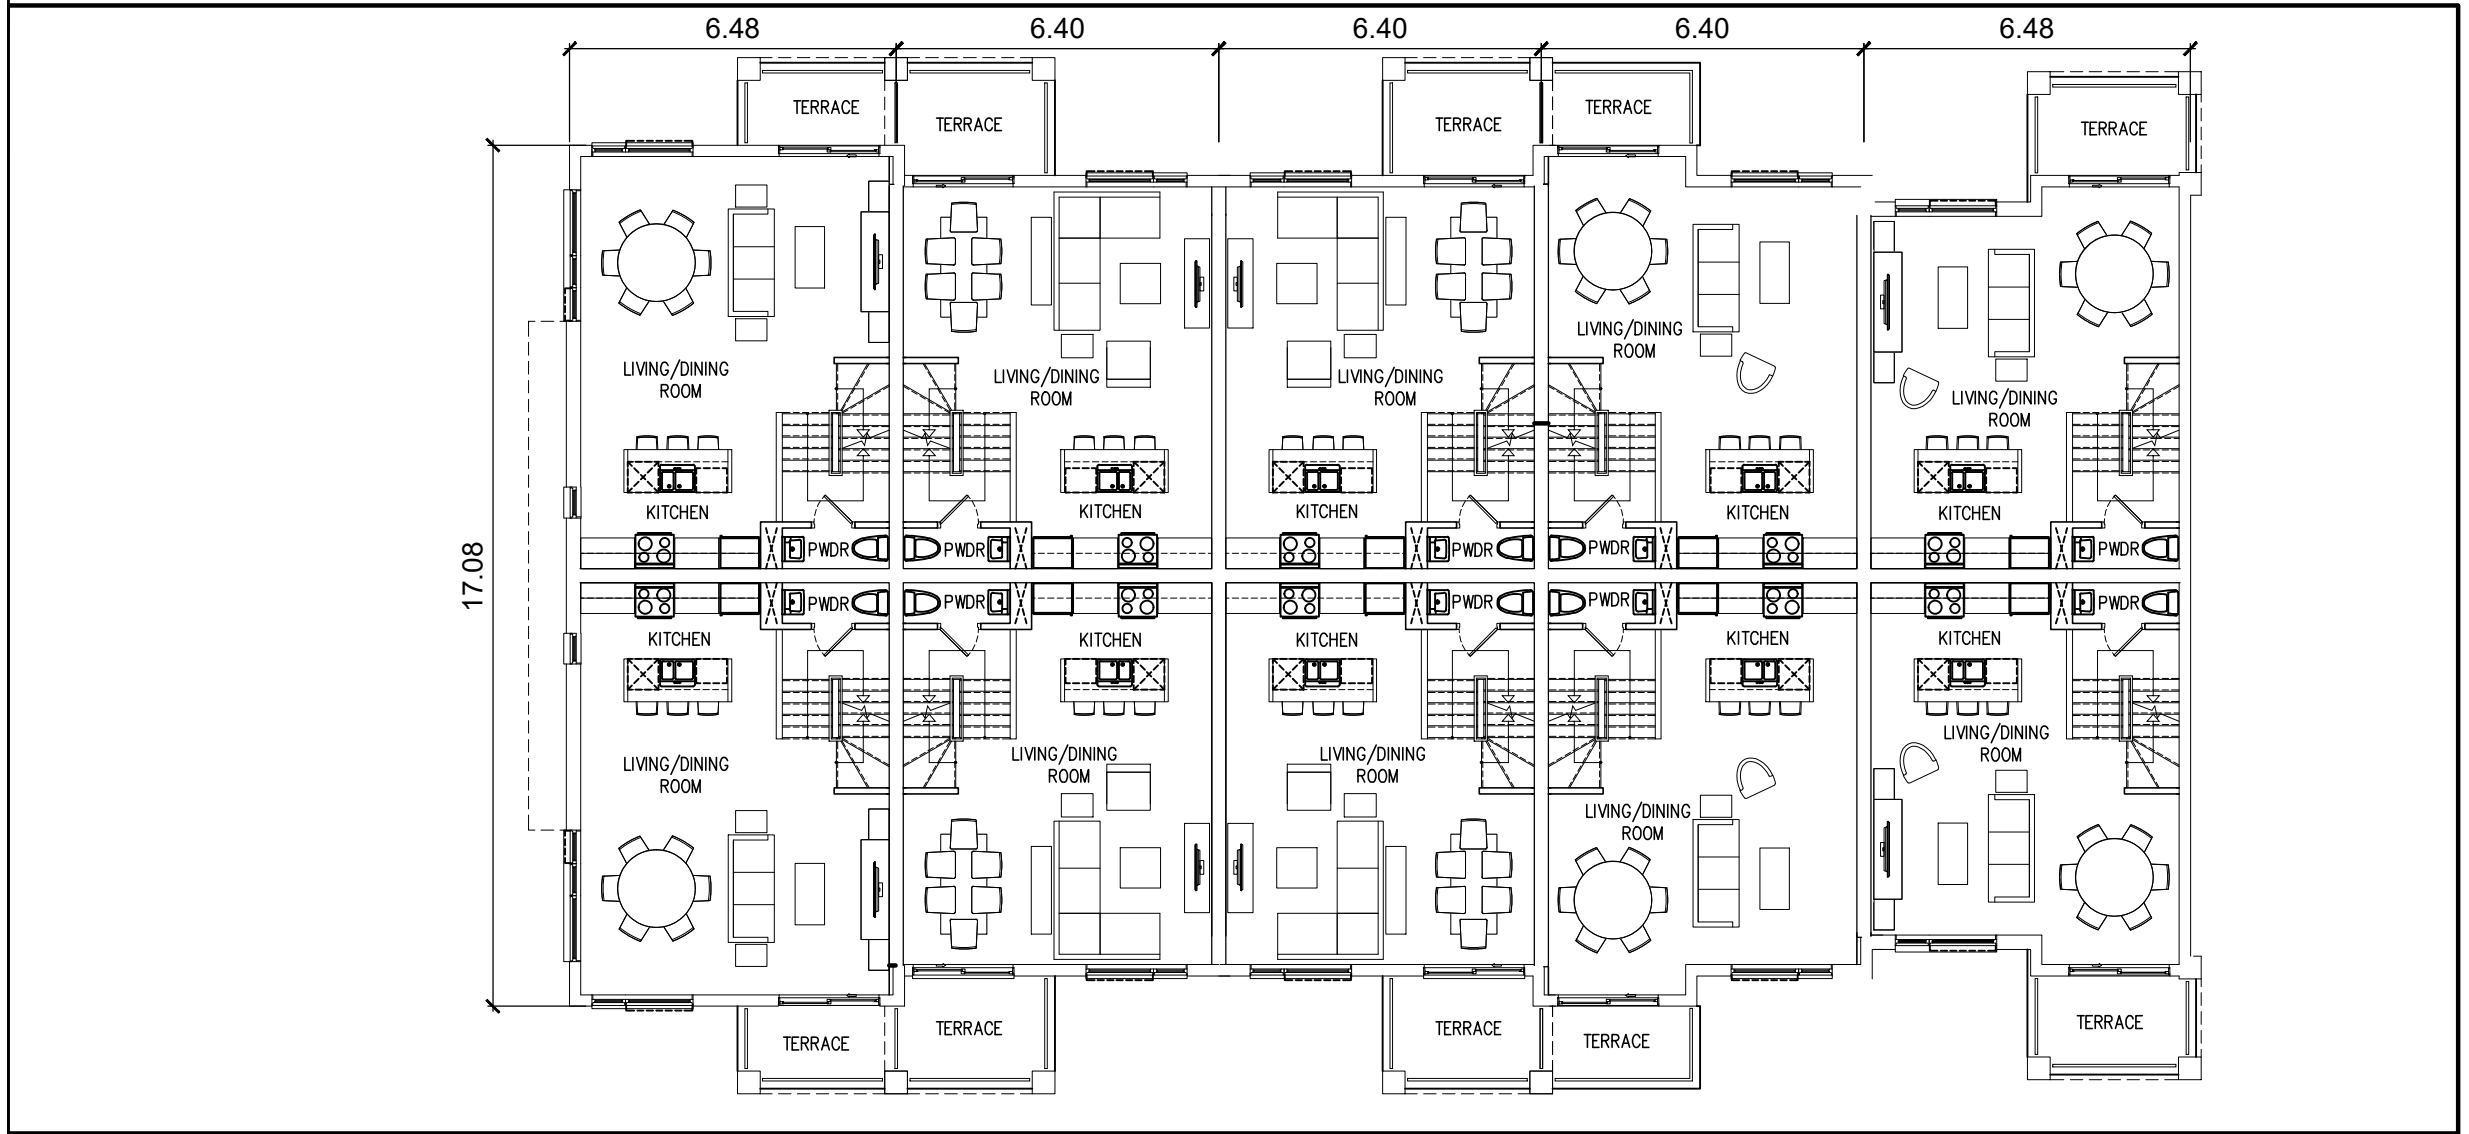 6.48 6.40 6.40 6.40 6.48
TERRACE TERRACE TERRACE TERRACE TERRACE
LIVING/DINING
ROOM
LIVING/DINING
ROOM
LIVING/DINING
ROOM
LIVING/DINING
ROOM
LIVING/DINING
ROOM
KITCHEN KITCHEN KITCHEN KITCHEN KITCHEN
PWDR PWDR PWDR PWDR PWDR
17.08
PWDR PWDR PWDR PWDR PWDR
KITCHEN KITCHEN KITCHEN KITCHEN KITCHEN
LIVING/DINING
ROOM
LIVING/DINING
ROOM
LIVING/DINING
ROOM
LIVING/DINING
ROOM
LIVING/DINING
ROOM
TERRACE TERRACE TERRACE TERRACE TERRACE